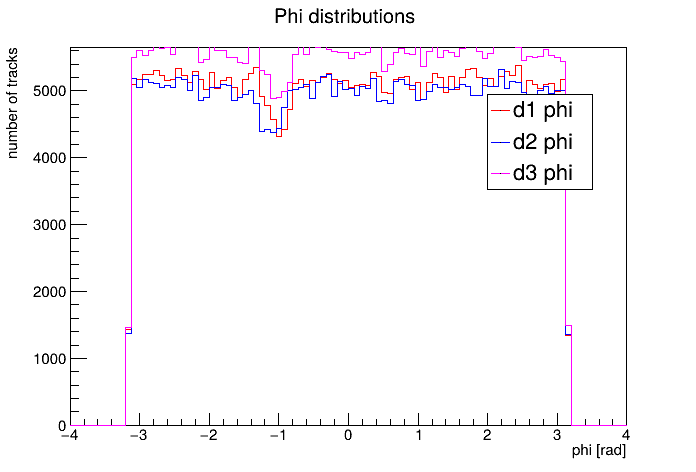 Phi distributions
number of tracks
5000
4000
3000
2000
1000
0
d1 phi
d2 phi
d3 phi
−4 −3 −2 −1 0 1 2 3 4
phi [rad]